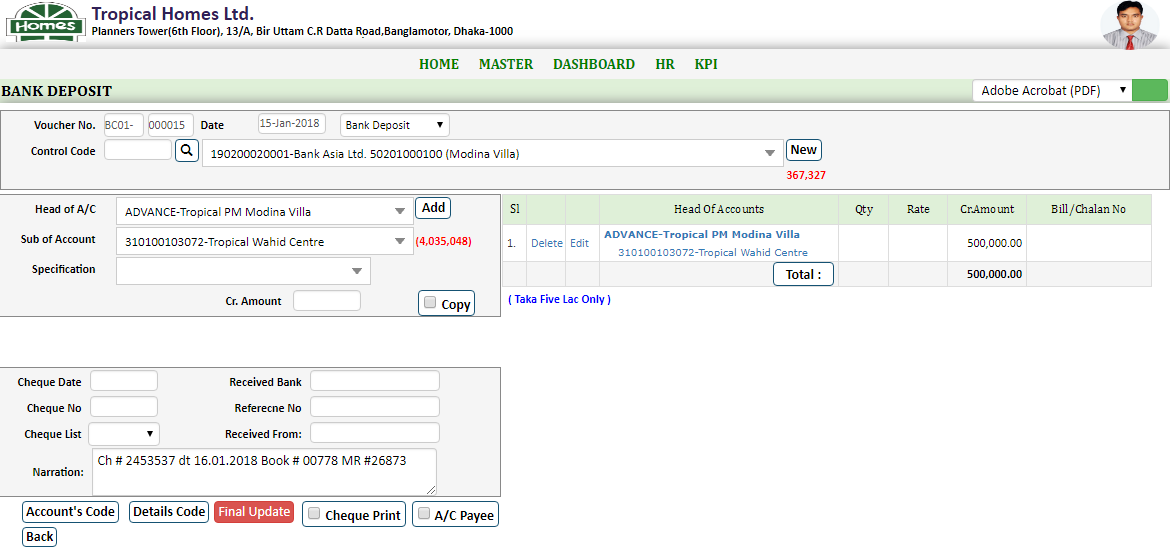 HOMES
Tropical Homes Ltd.
Planners Tower(6th Floor), 13/A, Bir Uttam C.R Datta Road,Banglamotor, Dhaka-1000
HOME MASTER DASHBOARD HR KPI
BANK DEPOSIT Adobe Acrobat (PDF)
Voucher No. BC01- 000015 Date 15-Jan-2018 Bank Deposit
Control Code 190200020001-Bank Asia Ltd. 50201000100 (Modina Villa) New
367,327
Head of A/C ADVANCE-Tropical PM Modina Villa Add
Sub of Account 310100103072-Tropical Wahid Centre (4,035,048)
Specification
Cr. Amount Copy
Sl Head Of Accounts Qty Rate Cr.Amount Bill/Chalan No
1. Delete Edit ADVANCE-Tropical PM Modina Villa 500,000.00
310100103072-Tropical Wahid Centre
Total : 500,000.00
( Taka Five Lac Only )
Cheque Date Received Bank
Cheque No Referecne No
Cheque List Received From:
Narration: Ch # 2453537 dt 16.01.2018 Book # 00778 MR #26873
Account's Code Details Code Final Update Cheque Print A/C Payee
Back